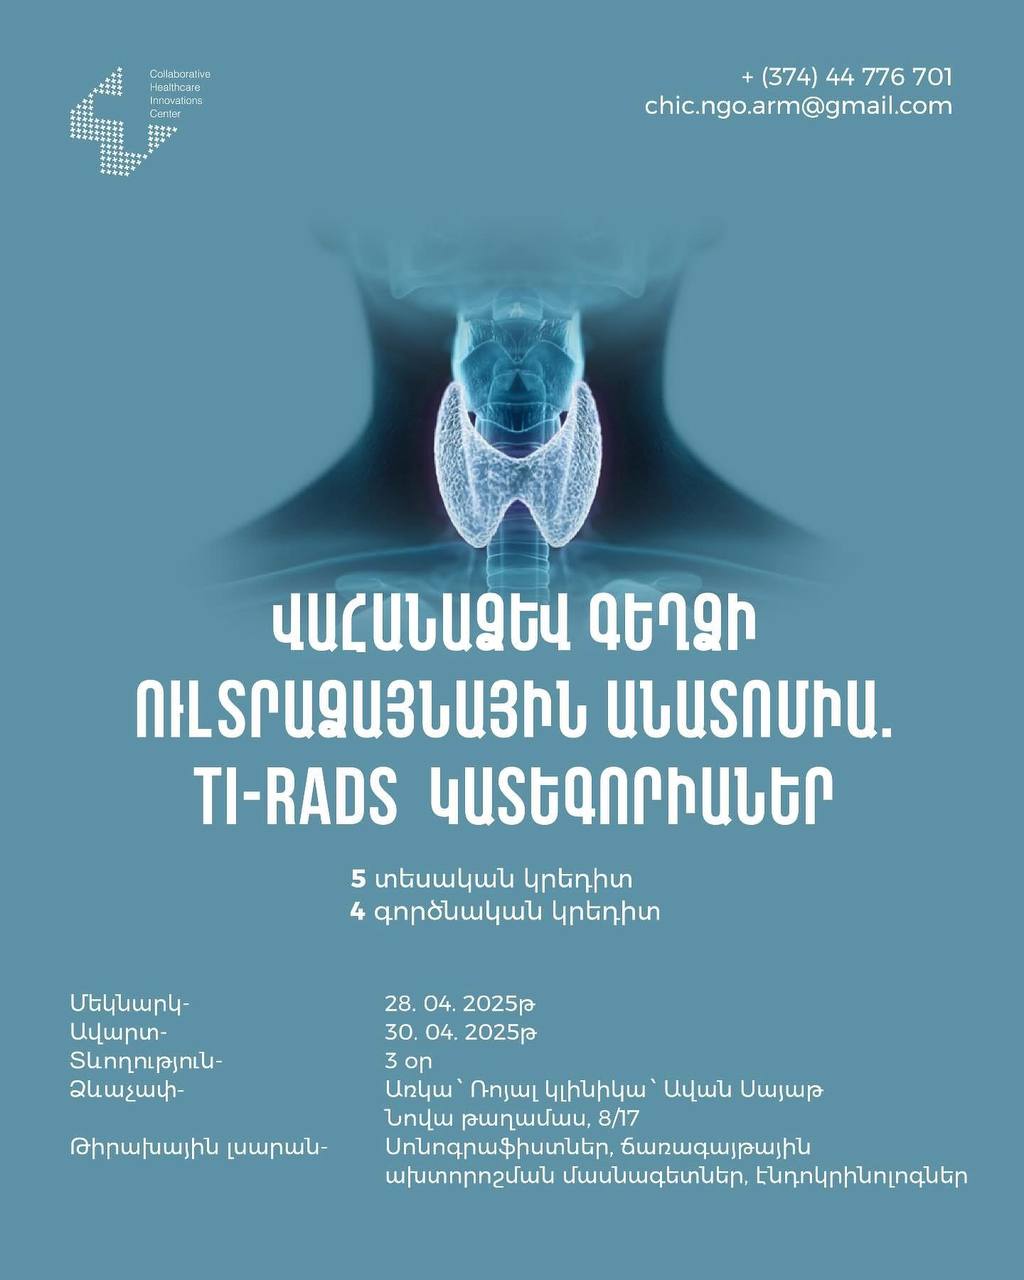 Collaborative
Healthcare
Innovations
Center
+ (374) 44 776 701
chic.ngo.arm@gmail.com
ՎԱՀԱՆԱՁԵՎ ԳԵՂՁԻ
ՈՒԼՏՐԱՁԱՅՆԱՅԻՆ ԱՆԱՏՈՄԻԱ.
TI-RADS ԿԱՏԵԳՈՐԻԱՆԵՐ
5 տեսական կրեդիտ
4 գործնական կրեդիտ
Մեկնարկ- 28. 04. 2025թ
Ավարտ- 30. 04. 2025թ
Տևողություն- 3 օր
Ձևաչափ- Առկա՝ Ռոյալ կլինիկա՝ Ավան Սայաթ
Նովա թաղամաս, 8/17
Թիրախային լսարան- Սոնոգրաֆիստներ, ճառագայթային
ախտորոշման մասնագետներ, էնդոկրինոլոգներ